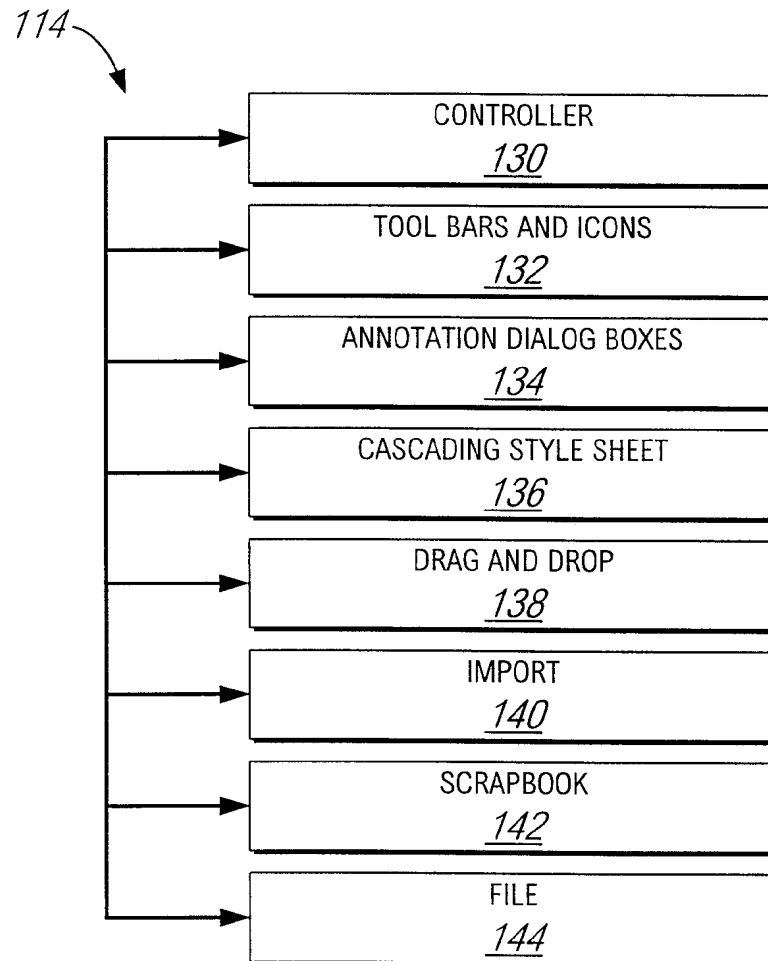 114
CONTROLLER
130
TOOL BARS AND ICONS
132
ANNOTATION DIALOG BOXES
134
CASCADING STYLE SHEET
136
DRAG AND DROP
138
IMPORT
140
SCRAPBOOK
142
FILE
144